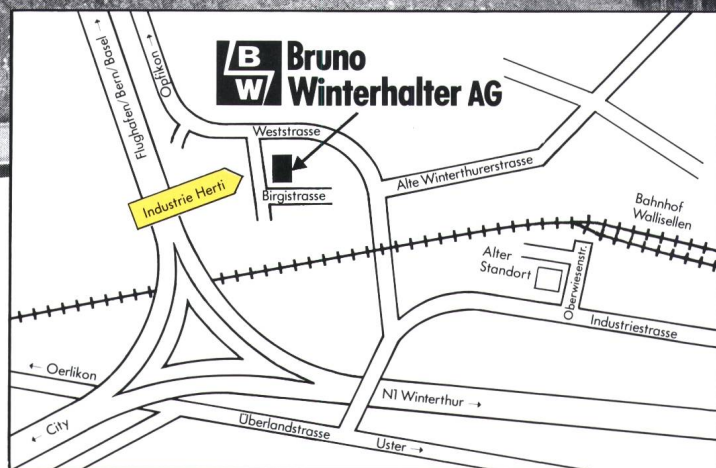 Flughafen/Bern/Basel
Opfikon
B
W
Bruno
Winterhalter AG
Weststrasse
Birgistrasse
Alte Winterthurerstrasse
Industrie Herti
Bahnhof
Wallisellen
Alter
Standort
Oberwiesenstr.
Industriestrasse
← Oerlikon
← City
N1 Winterthur →
Überlandstrasse
Uster →